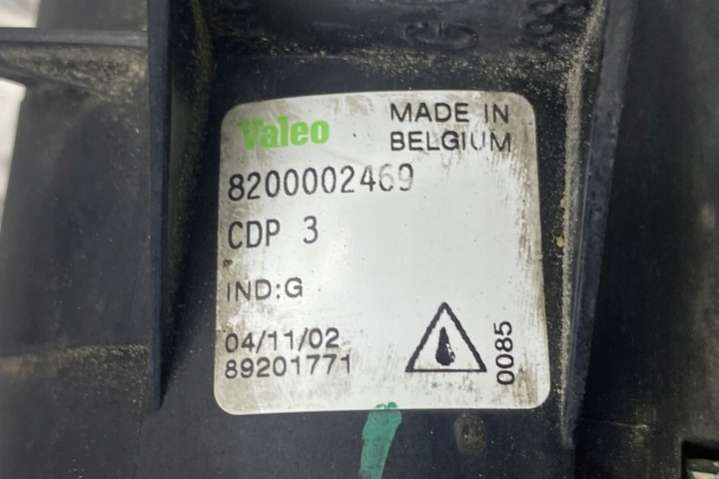 Valeo
MADE IN
BELGIUM
8200002469
CDP 3
IND:G
04/11/02
89201771
0085